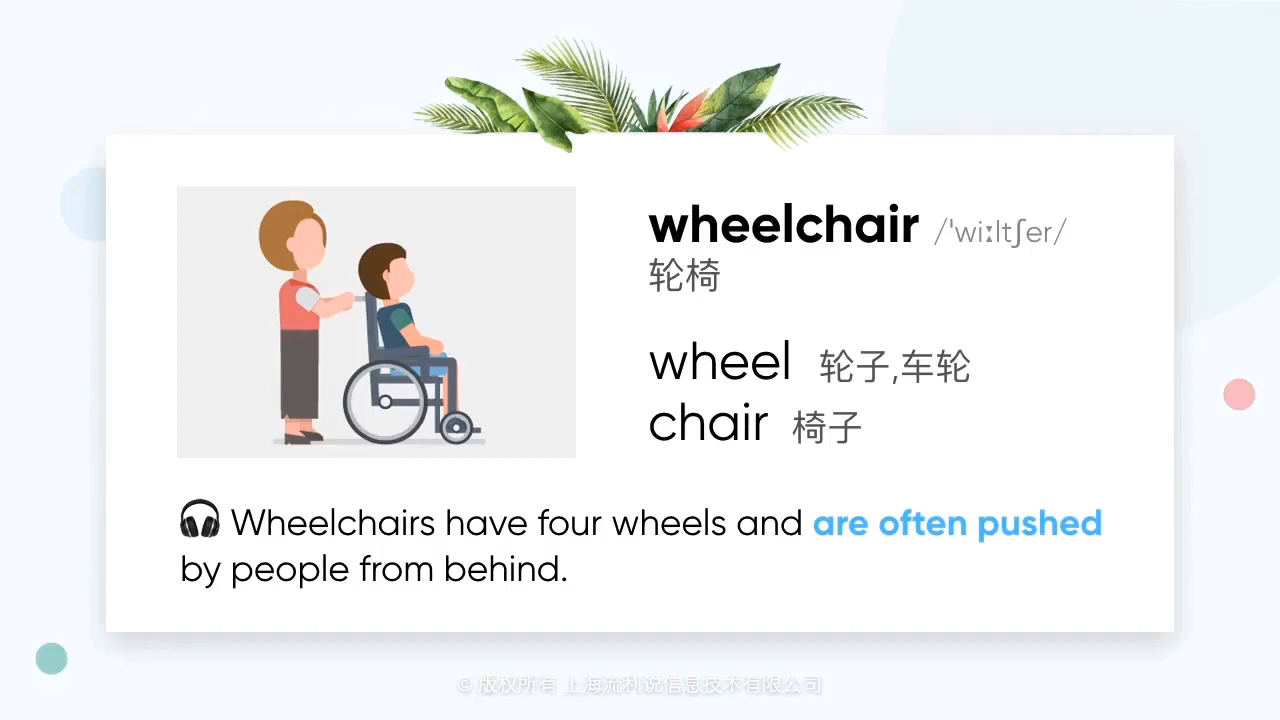 wheelchair /ˈwiːltʃer/
轮椅
wheel 轮子,车轮
chair 椅子
Wheelchairs have four wheels and are often pushed
by people from behind.
© 版权所有 上海流利说信息技术有限公司